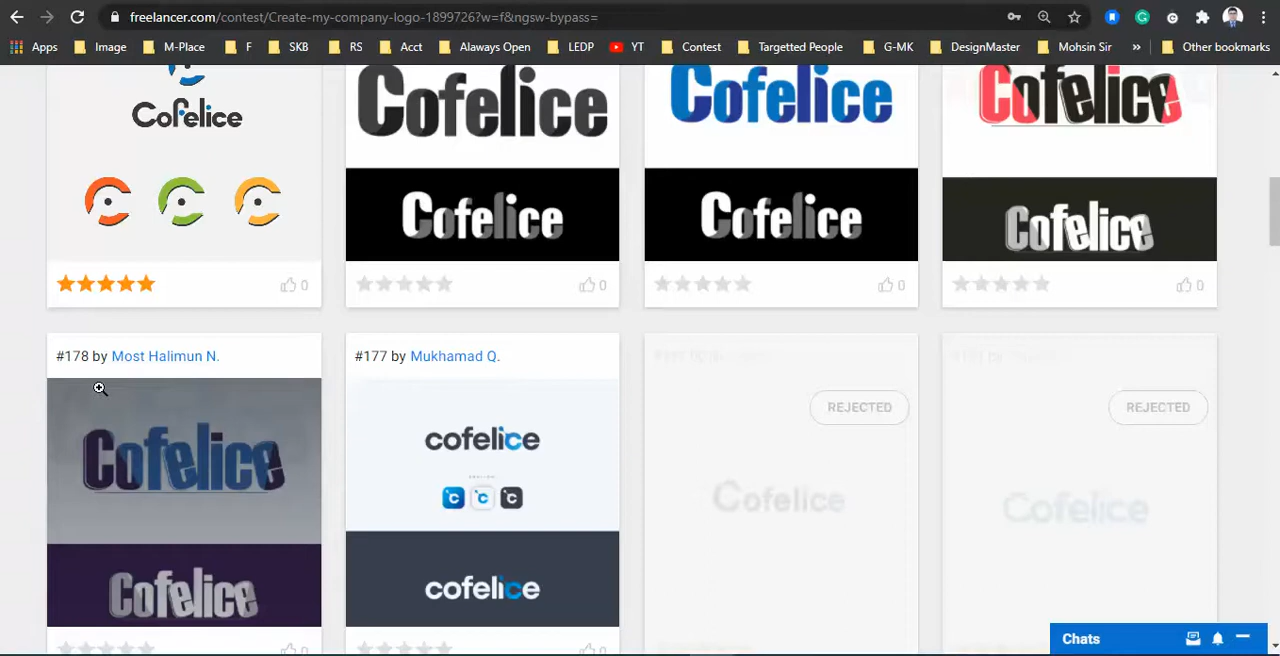 freelancer.com/contest/Create-my-company-logo-1899726?w=f&ngsw-bypass=
Apps Image M-Place F SKB RS Acct Alaways Open LEDP YT Contest Targetted People G-MK DesignMaster Mohsin Sir » Other bookmarks
Cofelice Cofelice Cofelice Cofelice
Cofelice Cofelice Cofelice
0 0 0 0
#178 by Most Halimun N. #177 by Mukhamad Q.
REJECTED REJECTED
Cofelice cofelice Cofelice Cofelice
Cofelice cofelice
0 0
Chats